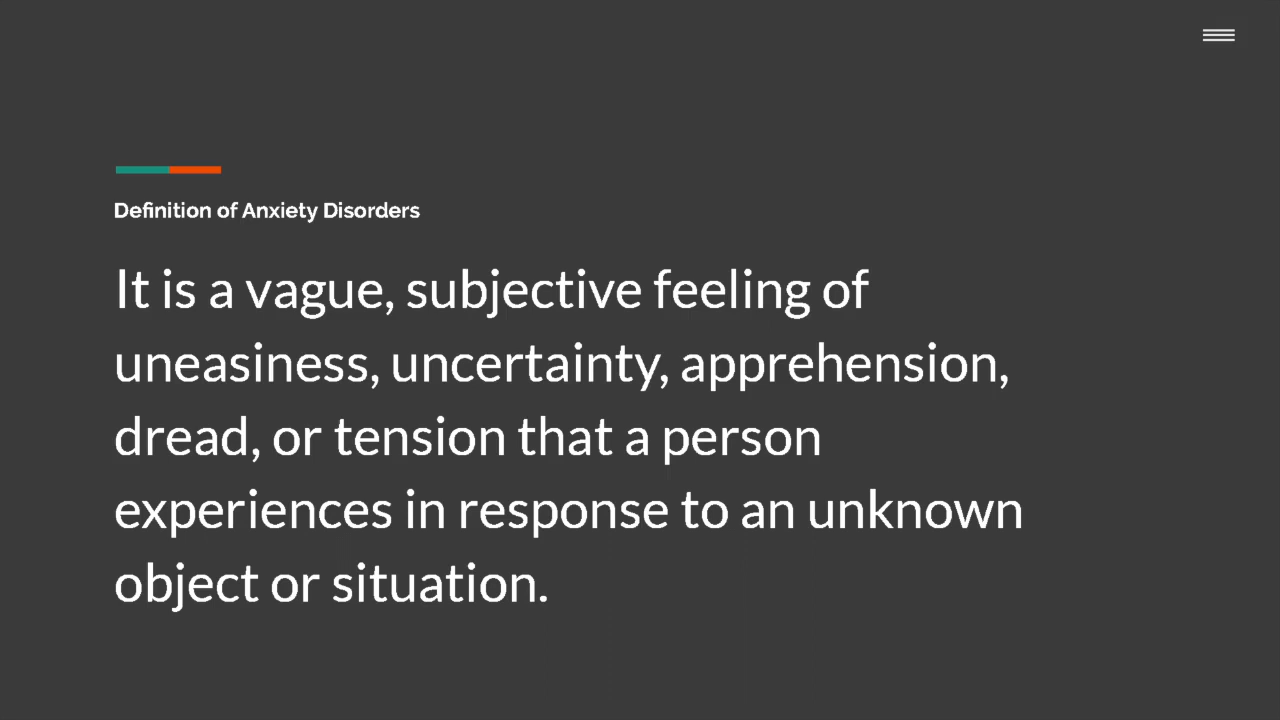 Definition of Anxiety Disorders
It is a vague, subjective feeling of
uneasiness, uncertainty, apprehension,
dread, or tension that a person
experiences in response to an unknown
object or situation.